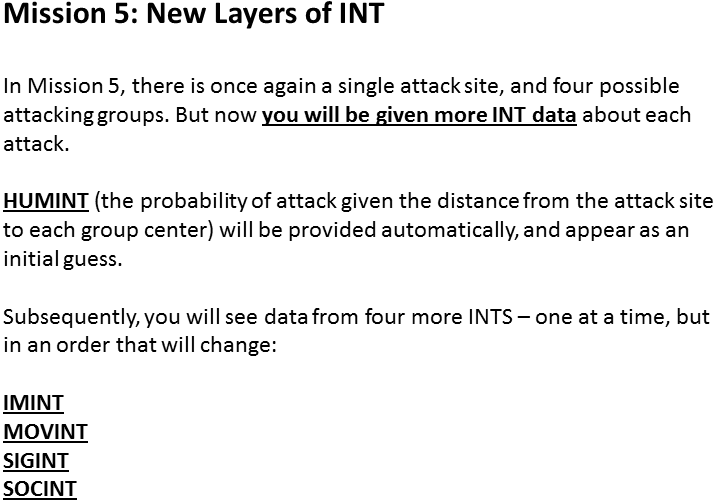 Mission 5: New Layers of INT
In Mission 5, there is once again a single attack site, and four possible
attacking groups. But now you will be given more INT data about each
attack.
HUMINT (the probability of attack given the distance from the attack site
to each group center) will be provided automatically, and appear as an
initial guess.
Subsequently, you will see data from four more INTS – one at a time, but
in an order that will change:
IMINT
MOVINT
SIGINT
SOCINT